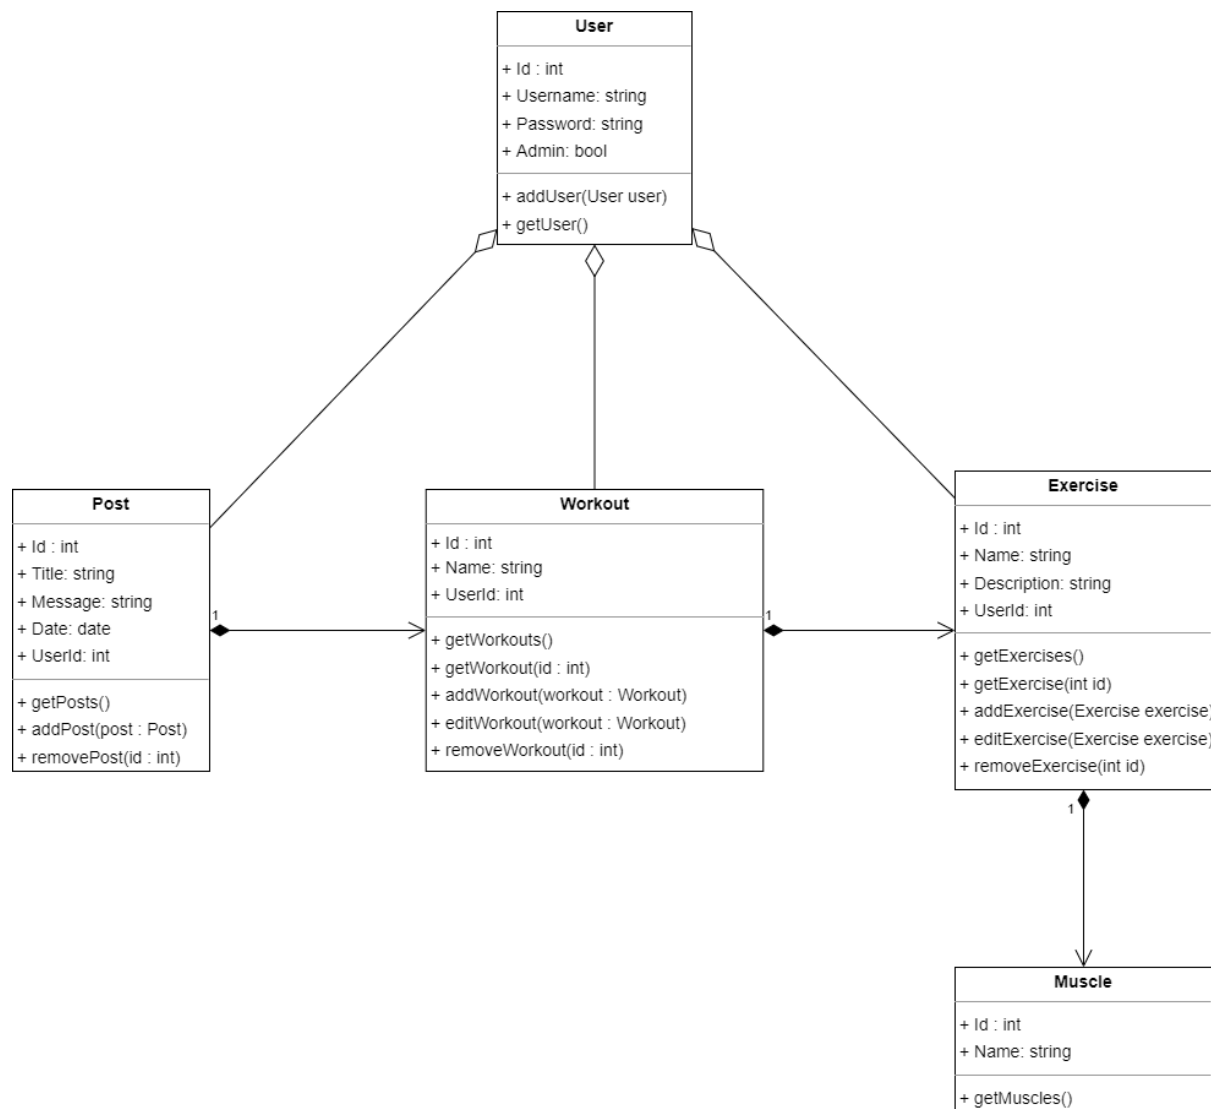 User
+ Id : int
+ Username: string
+ Password: string
+ Admin: bool
+ addUser(User user)
+ getUser()
Post
+ Id : int
+ Title: string
+ Message: string
+ Date: date
+ UserId: int
+ getPosts()
+ addPost(post : Post)
+ removePost(id : int)
1
Workout
+ Id : int
+ Name: string
+ UserId: int
+ getWorkouts()
+ getWorkout(id : int)
+ addWorkout(workout : Workout)
+ editWorkout(workout : Workout)
+ removeWorkout(id : int)
1
Exercise
+ Id : int
+ Name: string
+ Description: string
+ UserId: int
+ getExercises()
+ getExercise(int id)
+ addExercise(Exercise exercise)
+ editExercise(Exercise exercise)
+ removeExercise(int id)
1
Muscle
+ Id : int
+ Name: string
+ getMuscles()